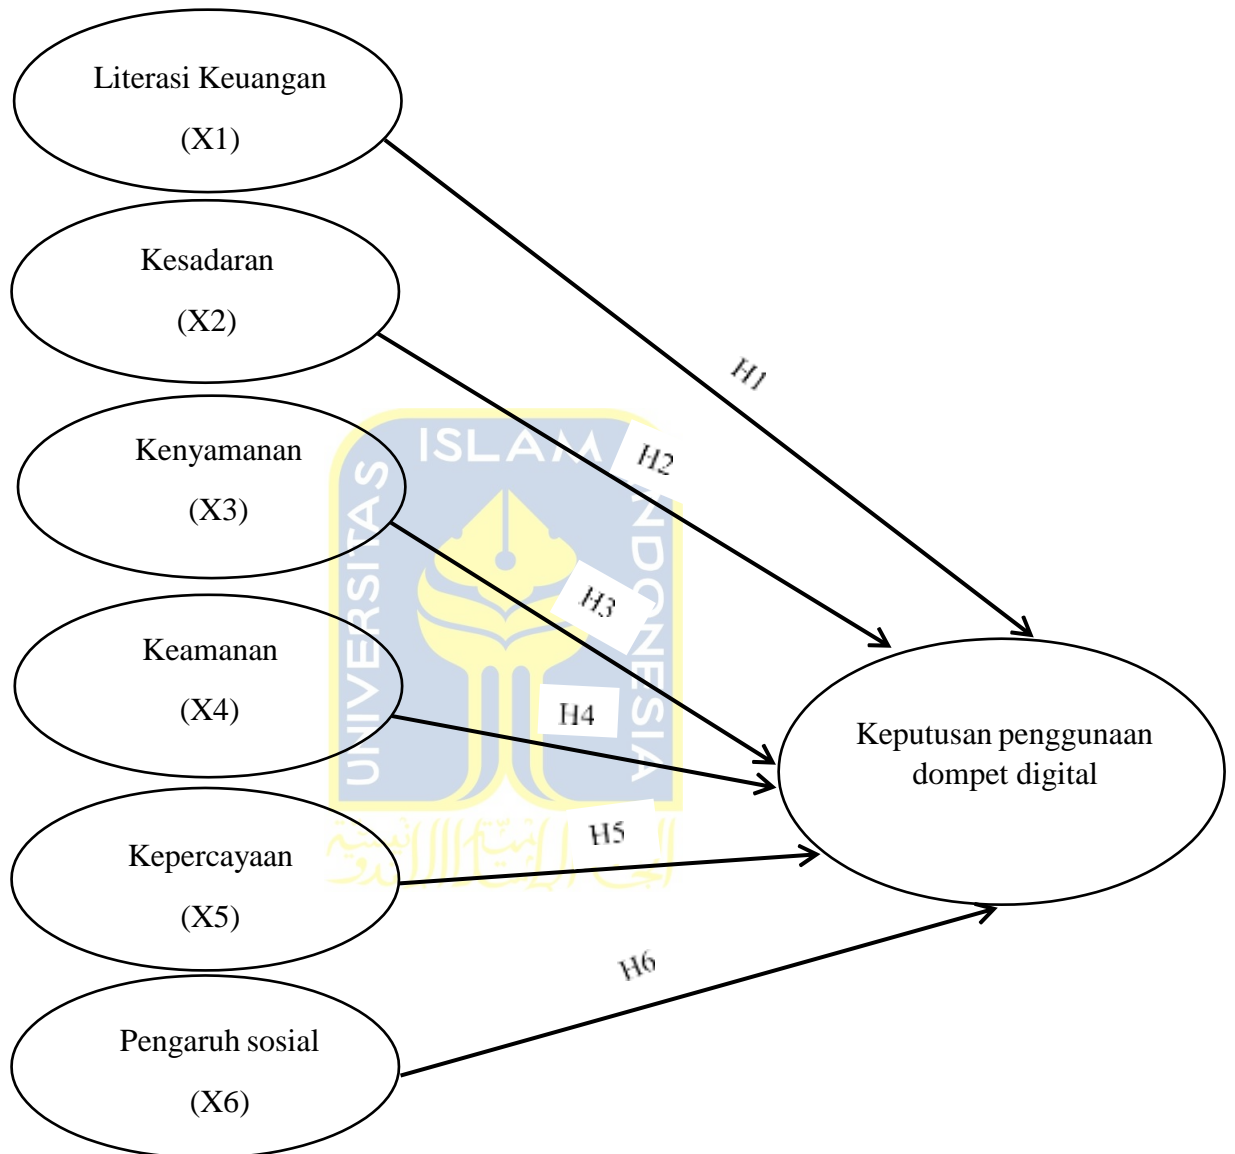 Literasi Keuangan
(X1)
Kesadaran
(X2)
Kenyamanan
(X3)
Keamanan
(X4)
Kepercayaan
(X5)
Pengaruh sosial
(X6)
H1
H2
H3
H4
H5
H6
Keputusan penggunaan
dompet digital
UNIVERSITAS
ISLAM
INDONESIA